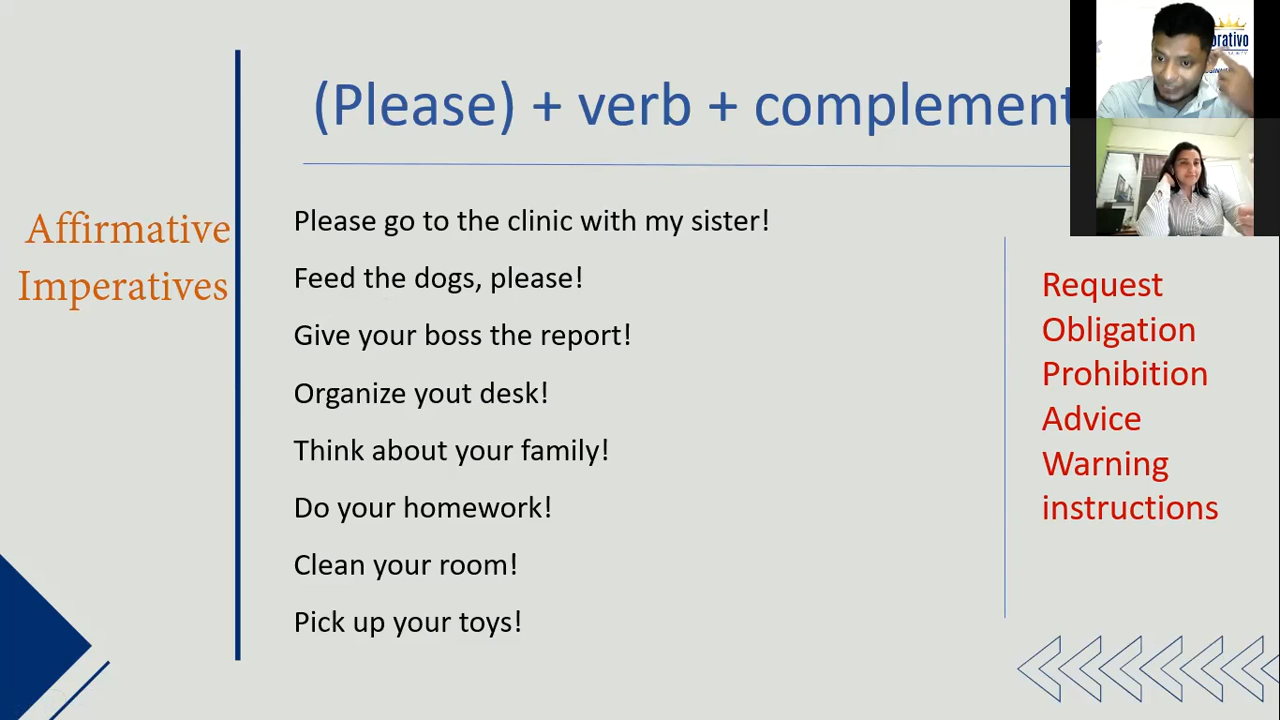 (Please) + verb + complement
Affirmative
Imperatives
Please go to the clinic with my sister!
Feed the dogs, please!
Give your boss the report!
Organize yout desk!
Think about your family!
Do your homework!
Clean your room!
Pick up your toys!
Request
Obligation
Prohibition
Advice
Warning
instructions